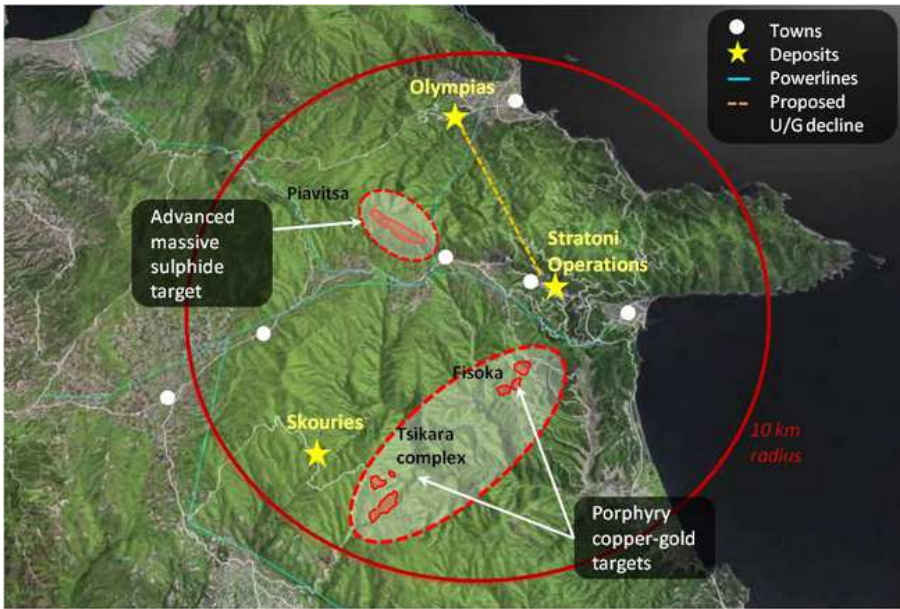 Towns
Deposits
Powerlines
Proposed
U/G decline
Olympias
Piavitsa
Advanced
massive
sulphide
target
Stratoni
Operations
Fisoka
Skouries
Tsikara
complex
10 km
radius
Porphyry
copper-gold
targets